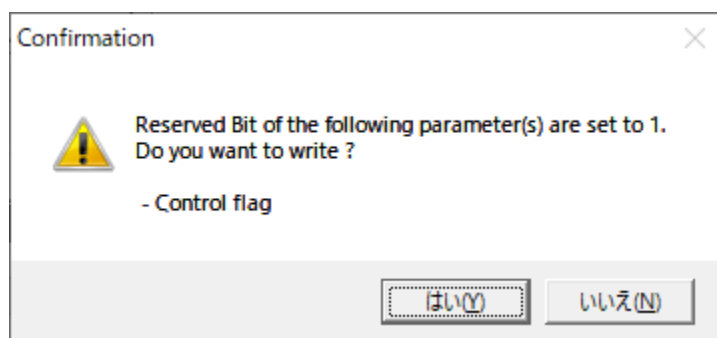 Confirmation
Reserved Bit of the following parameter(s) are set to 1.
Do you want to write ?
- Control flag
はい(Y)
いいえ(N)